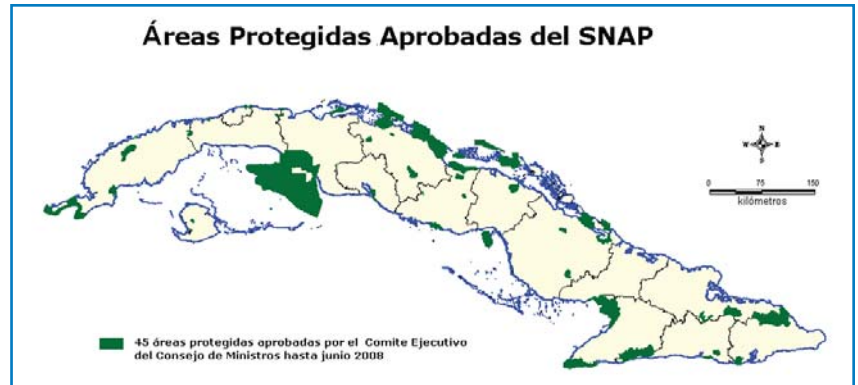 Áreas Protegidas Aprobadas del SNAP
N
W E
S
0 75 150
kilómetros
45 áreas protegidas aprobadas por el Comite Ejecutivo
del Consejo de Ministros hasta junio 2008